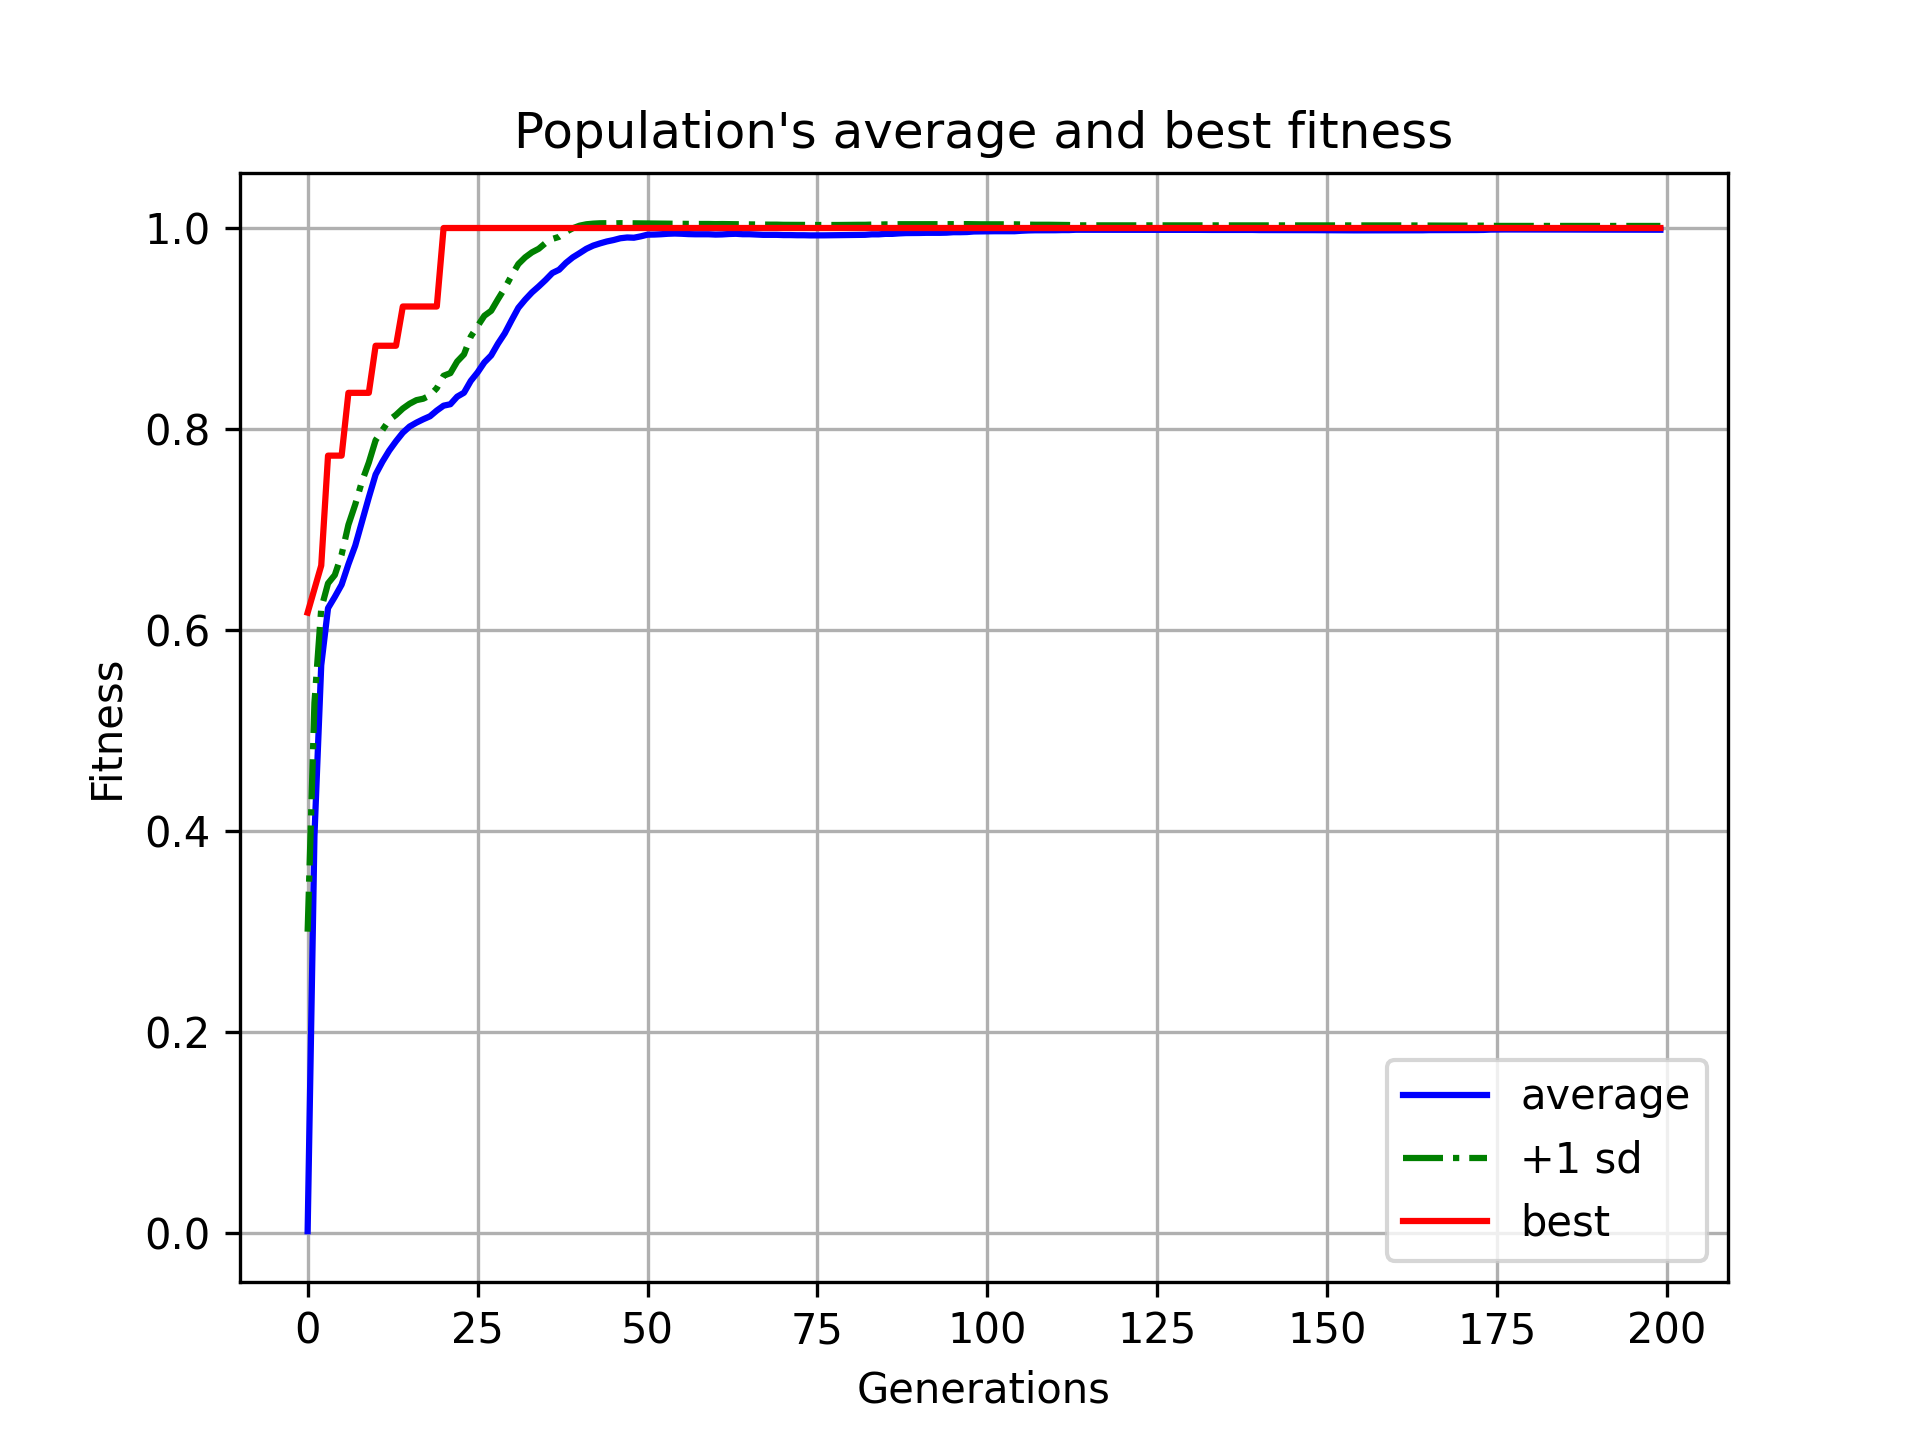 Population's average and best fitness
Fitness
1.0
0.8
0.6
0.4
0.2
0.0
average
+1 sd
best
0 25 50 75 100 125 150 175 200
Generations